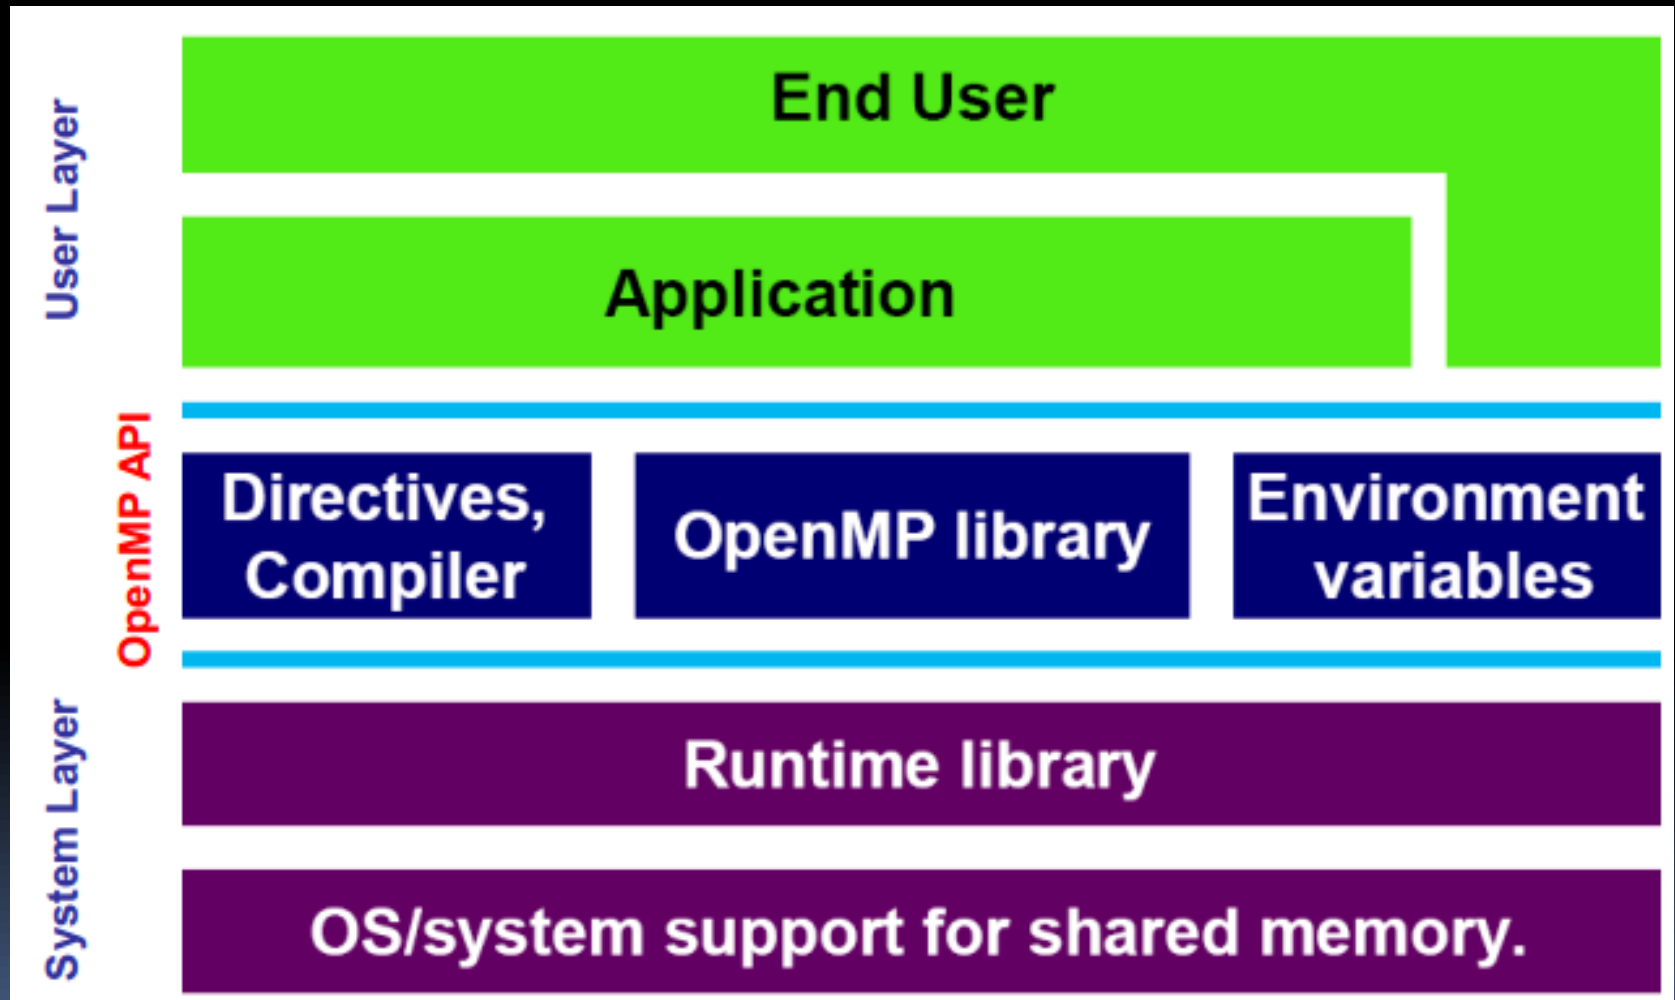 User Layer
End User
Application
OpenMP API
Directives,
Compiler
OpenMP library
Environment
variables
System Layer
Runtime library
OS/system support for shared memory.